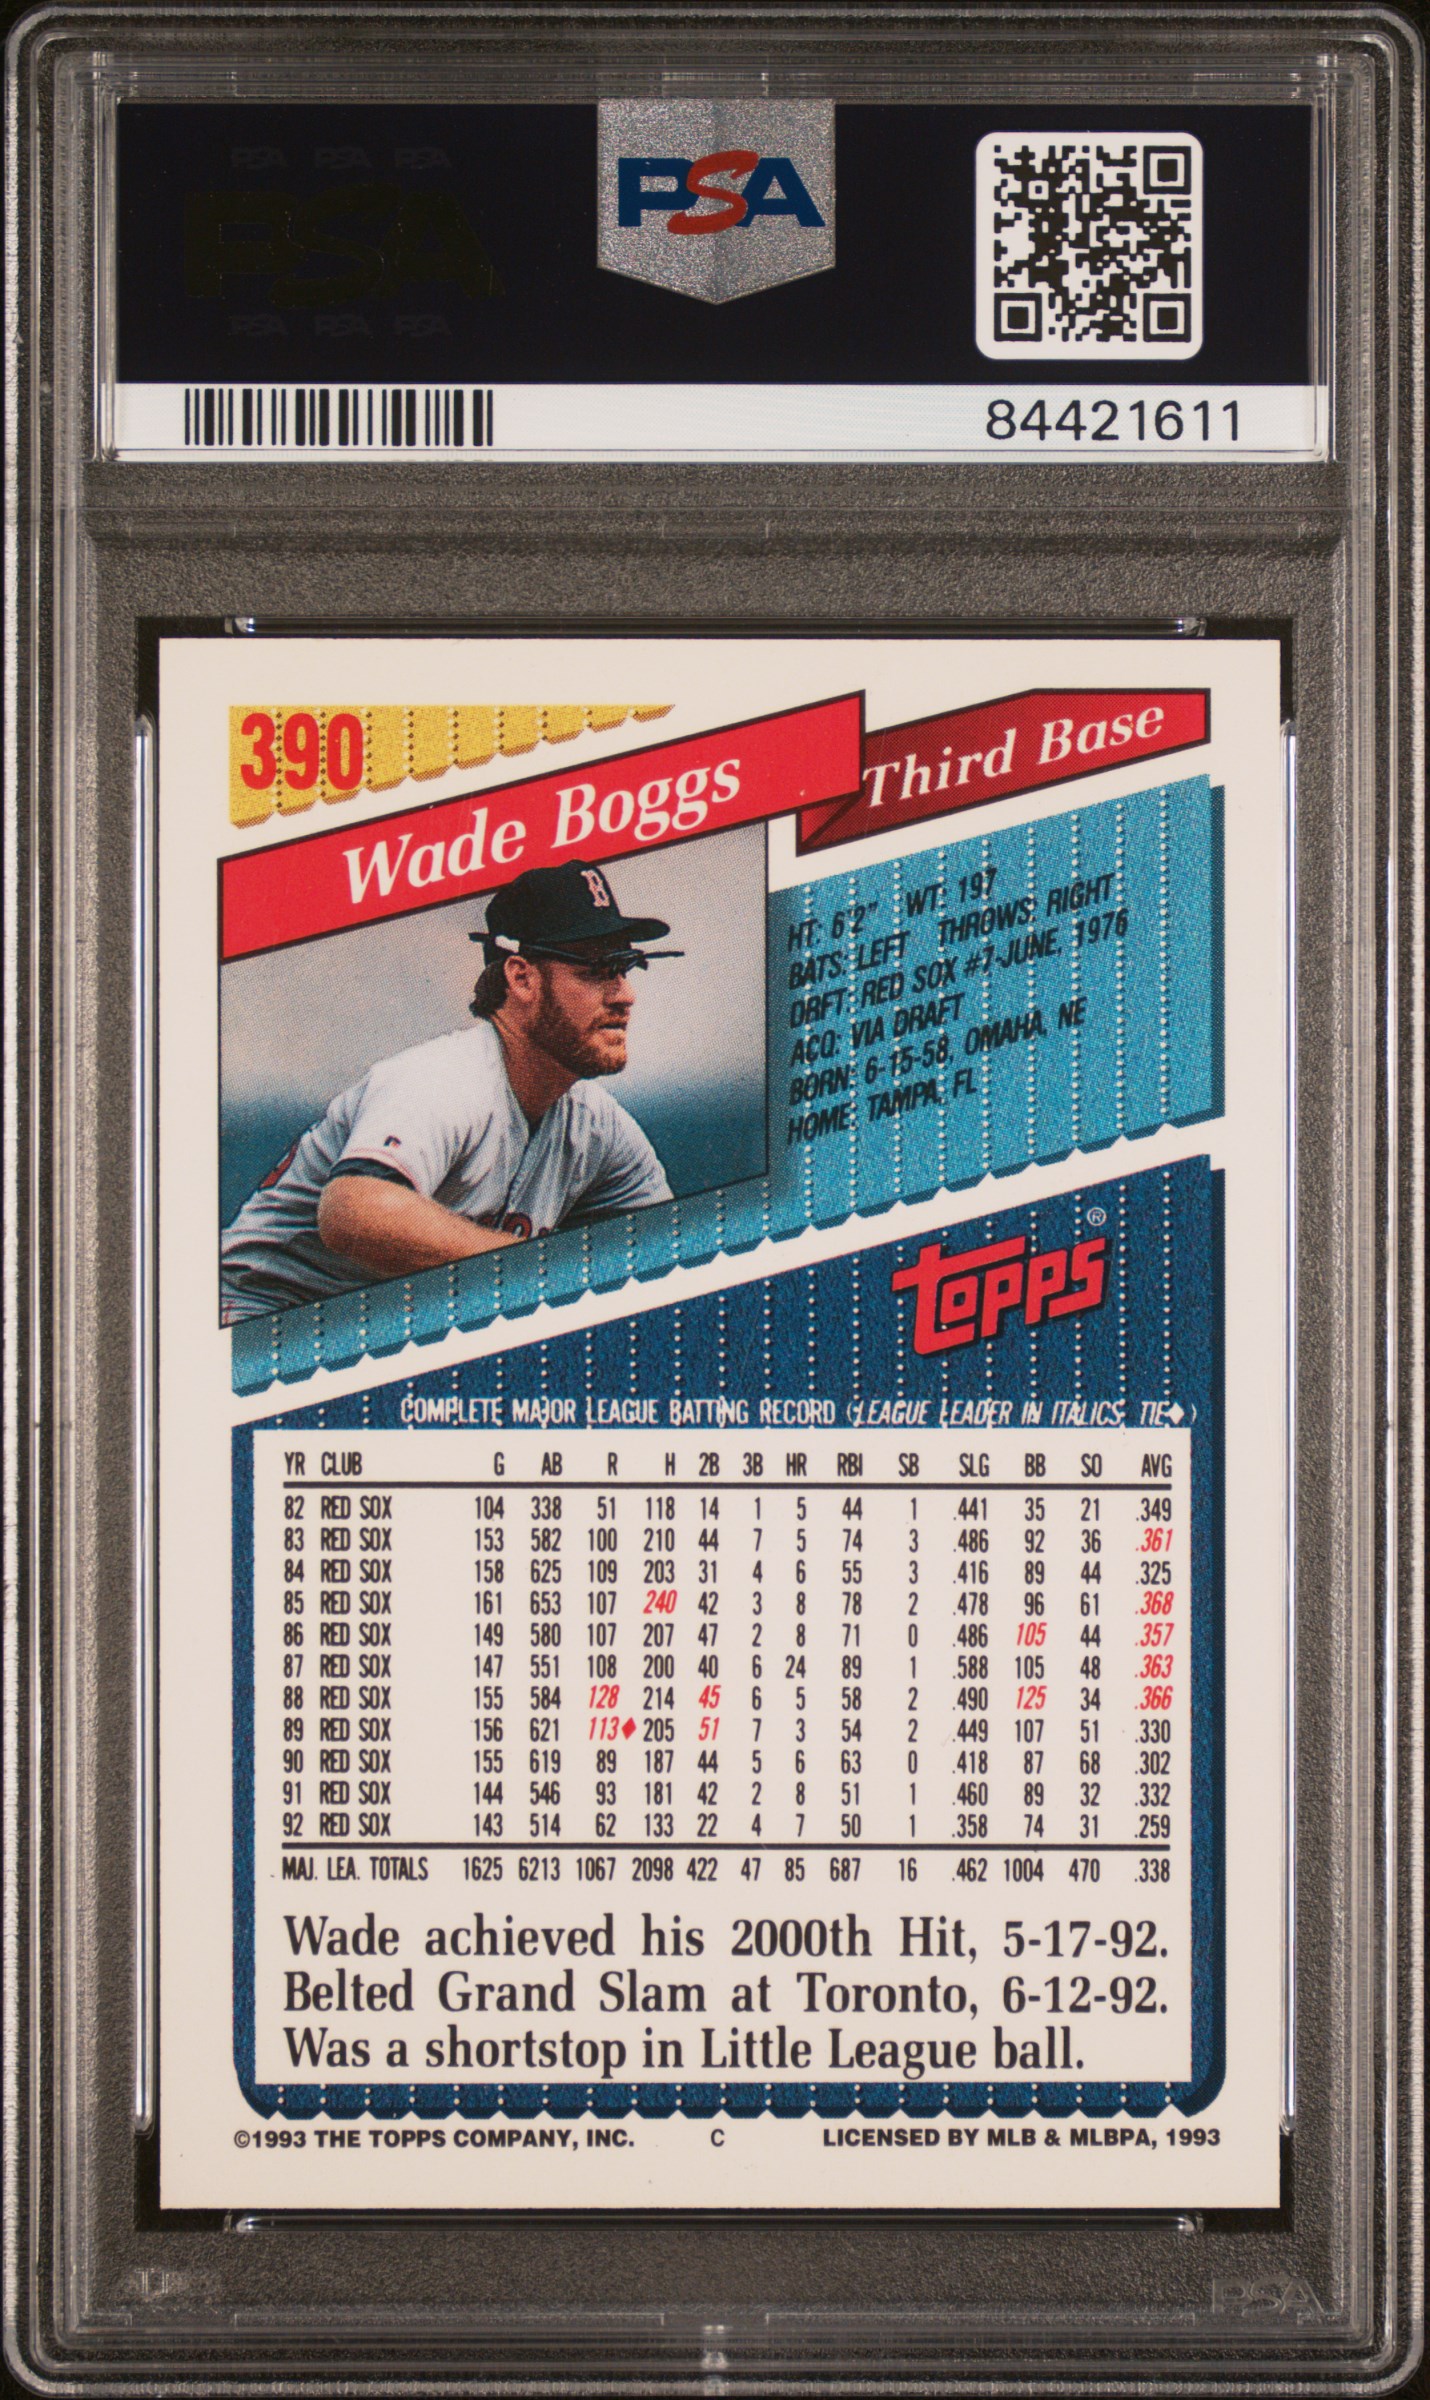 PSA PSA PSA
PSA
PSA PSA PSA
PSA
84421611
390
Wade Boggs
Third Base
B
HT: 6'2" WT: 197
BATS: LEFT THROWS: RIGHT
DRFT: RED SOX #7-JUNE, 1976
ACQ: VIA DRAFT
BORN: 6-15-58, OMAHA, NE
HOME: TAMPA, FL
topps®
COMPLETE MAJOR LEAGUE BATTING RECORD (LEAGUE LEADER IN ITALICS, TIE♦)
YR CLUB G AB R H 2B 3B HR RBI SB SLG BB SO AVG
82 RED SOX 104 338 51 118 14 1 5 44 1 .441 35 21 .349
83 RED SOX 153 582 100 210 44 7 5 74 3 .486 92 36 .361
84 RED SOX 158 625 109 203 31 4 6 55 3 .416 89 44 .325
85 RED SOX 161 653 107 240 42 3 8 78 2 .478 96 61 .368
86 RED SOX 149 580 107 207 47 2 8 71 0 .486 105 44 .357
87 RED SOX 147 551 108 200 40 6 24 89 1 .588 105 48 .363
88 RED SOX 155 584 128 214 45 6 5 58 2 .490 125 34 .366
89 RED SOX 156 621 113♦ 205 51 7 3 54 2 .449 107 51 .330
90 RED SOX 155 619 89 187 44 5 6 63 0 .418 87 68 .302
91 RED SOX 144 546 93 181 42 2 8 51 1 .460 89 32 .332
92 RED SOX 143 514 62 133 22 4 7 50 1 .358 74 31 .259
MAJ. LEA. TOTALS 1625 6213 1067 2098 422 47 85 687 16 .462 1004 470 .338
Wade achieved his 2000th Hit, 5-17-92.
Belted Grand Slam at Toronto, 6-12-92.
Was a shortstop in Little League ball.
©1993 THE TOPPS COMPANY, INC. C LICENSED BY MLB & MLBPA, 1993
PSA